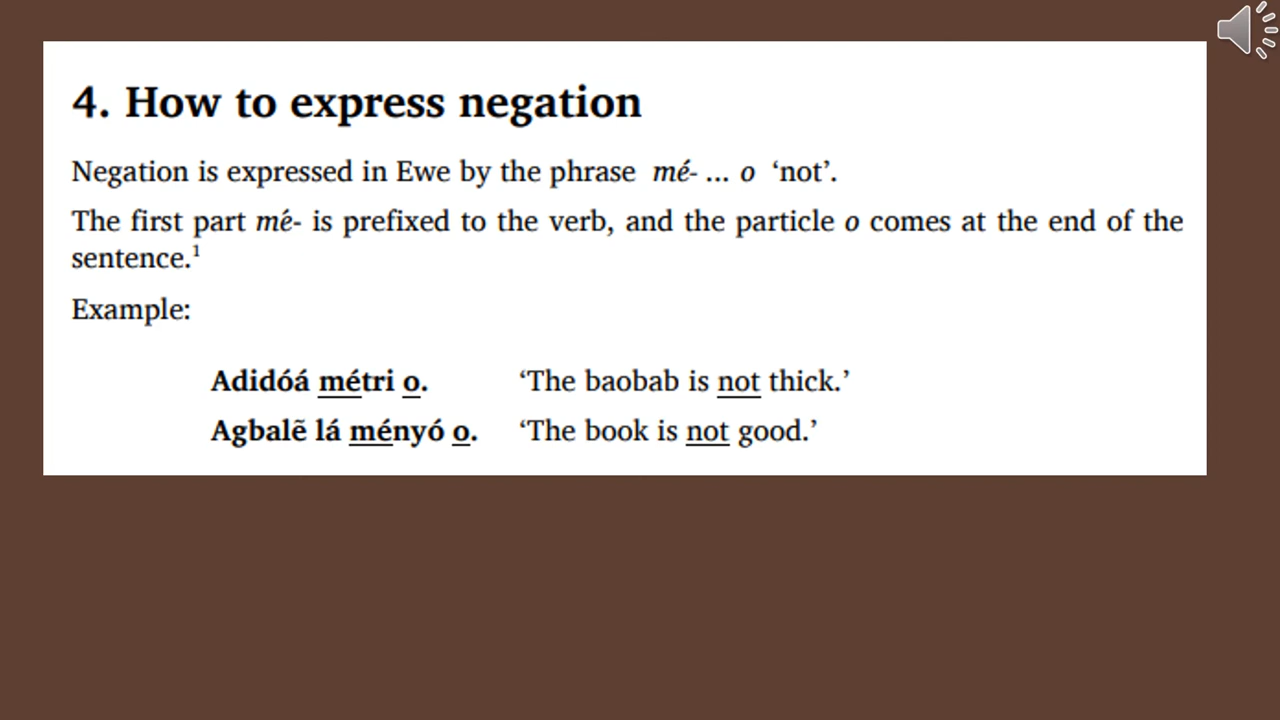 4. How to express negation
Negation is expressed in Ewe by the phrase mé- ... o ‘not’.
The first part mé- is prefixed to the verb, and the particle o comes at the end of the
sentence.¹
Example:
Adidóá métri o. ‘The baobab is not thick.’
Agbalẽ lá ményó o. ‘The book is not good.’